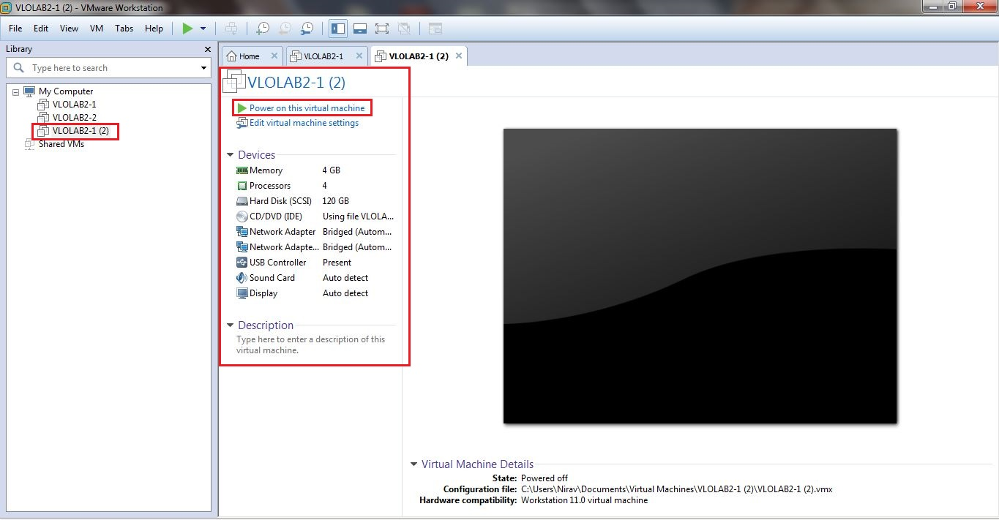 VLOLAB2-1 (2) - VMware Workstation
File Edit View VM Tabs Help
Library
Type here to search
My Computer
VLOLAB2-1
VLOLAB2-2
VLOLAB2-1 (2)
Shared VMs
Home VLOLAB2-1 VLOLAB2-1 (2)
VLOLAB2-1 (2)
Power on this virtual machine
Edit virtual machine settings
Devices
Memory 4 GB
Processors 4
Hard Disk (SCSI) 120 GB
CD/DVD (IDE) Using file VLOLA...
Network Adapter Bridged (Autom...
Network Adapte... Bridged (Autom...
USB Controller Present
Sound Card Auto detect
Display Auto detect
Description
Type here to enter a description of this
virtual machine.
Virtual Machine Details
State: Powered off
Configuration file: C:\Users\Nirav\Documents\Virtual Machines\VLOLAB2-1 (2)\VLOLAB2-1 (2).vmx
Hardware compatibility: Workstation 11.0 virtual machine